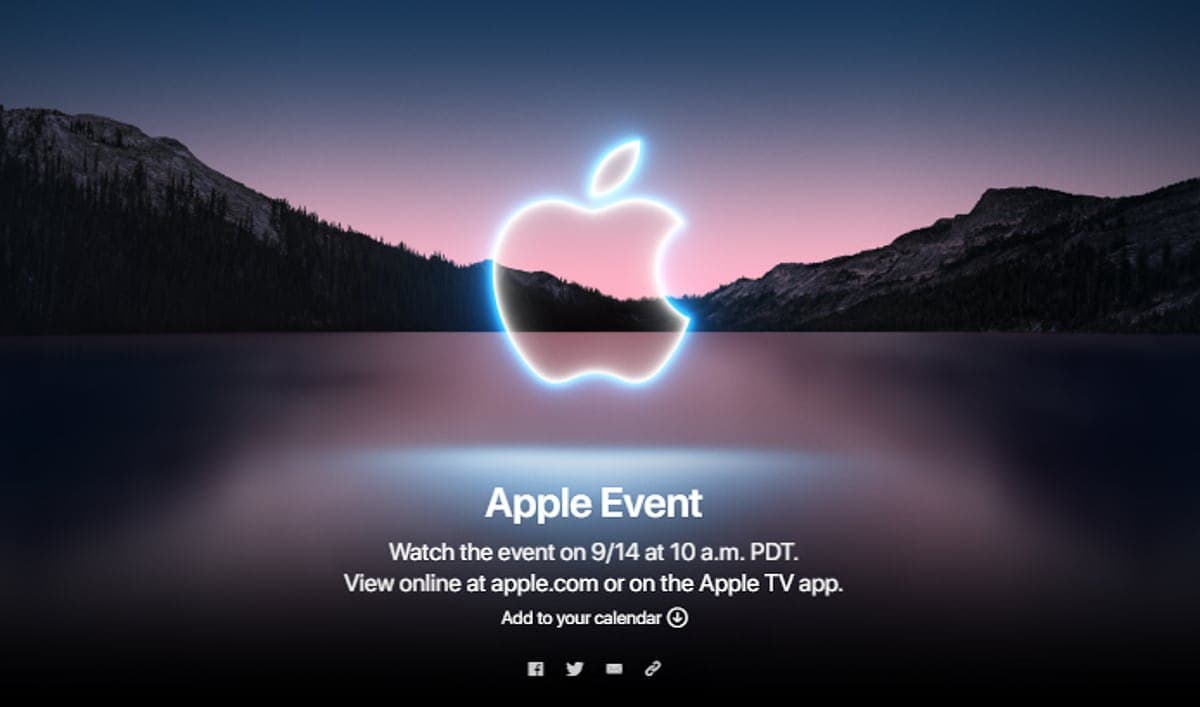 Apple Event
Watch the event on 9/14 at 10 a.m. PDT.
View online at apple.com or on the Apple TV app.
Add to your calendar